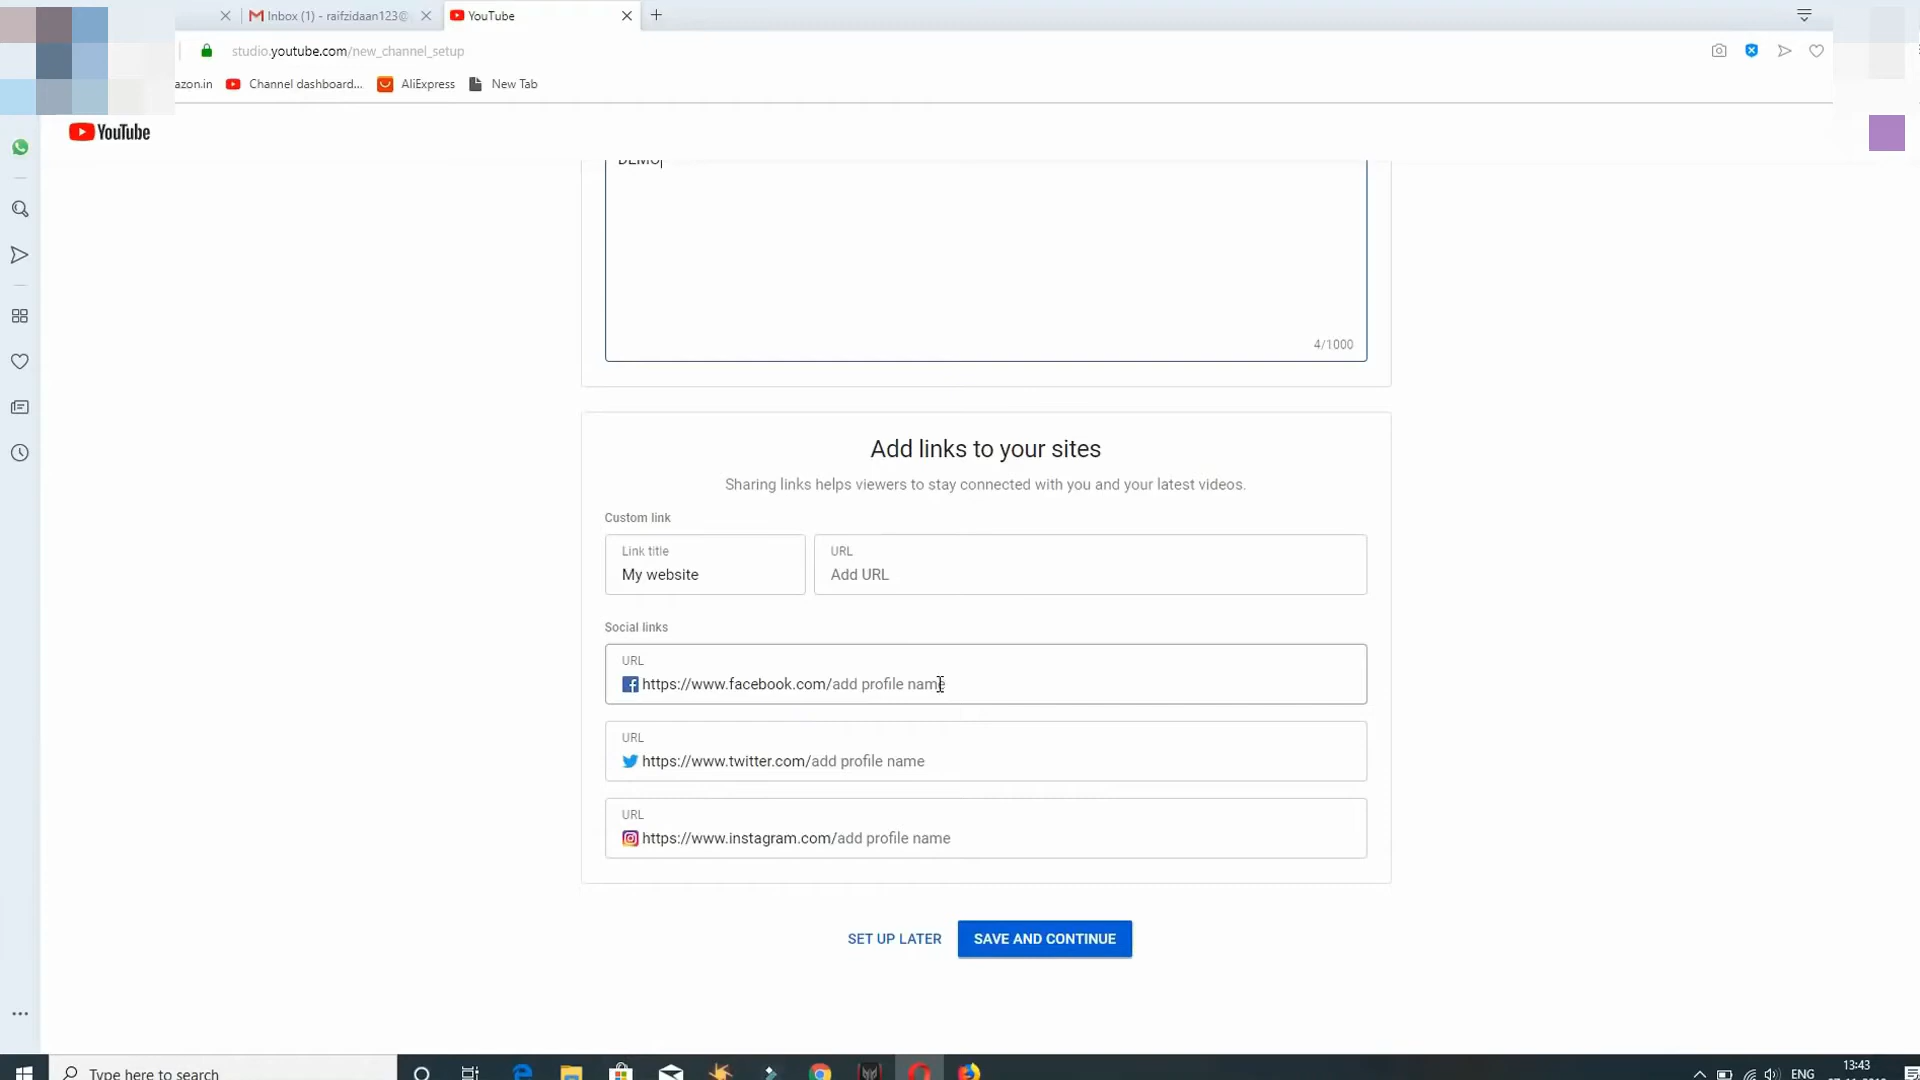 Inbox (1) - raifzidaan123@
YouTube
studio.youtube.com/new_channel_setup
azon.in
Channel dashboard...
AliExpress
New Tab
YouTube
DEMO
4/1000
Add links to your sites
Sharing links helps viewers to stay connected with you and your latest videos.
Custom link
Link title
URL
My website
Add URL
Social links
URL
https://www.facebook.com/add profile name
URL
https://www.twitter.com/add profile name
URL
https://www.instagram.com/add profile name
SET UP LATER
SAVE AND CONTINUE
Type here to search
ENG
13:43